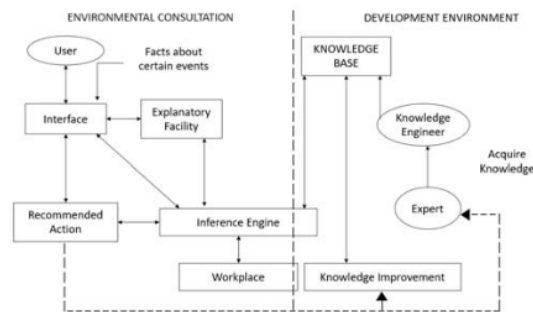 ENVIRONMENTAL CONSULTATION
DEVELOPMENT ENVIRONMENT
User
Facts about
certain events
KNOWLEDGE
BASE
Interface
Explanatory
Facility
Knowledge
Engineer
Acquire
Knowledge
Recommended
Action
Inference Engine
Expert
Workplace
Knowledge Improvement